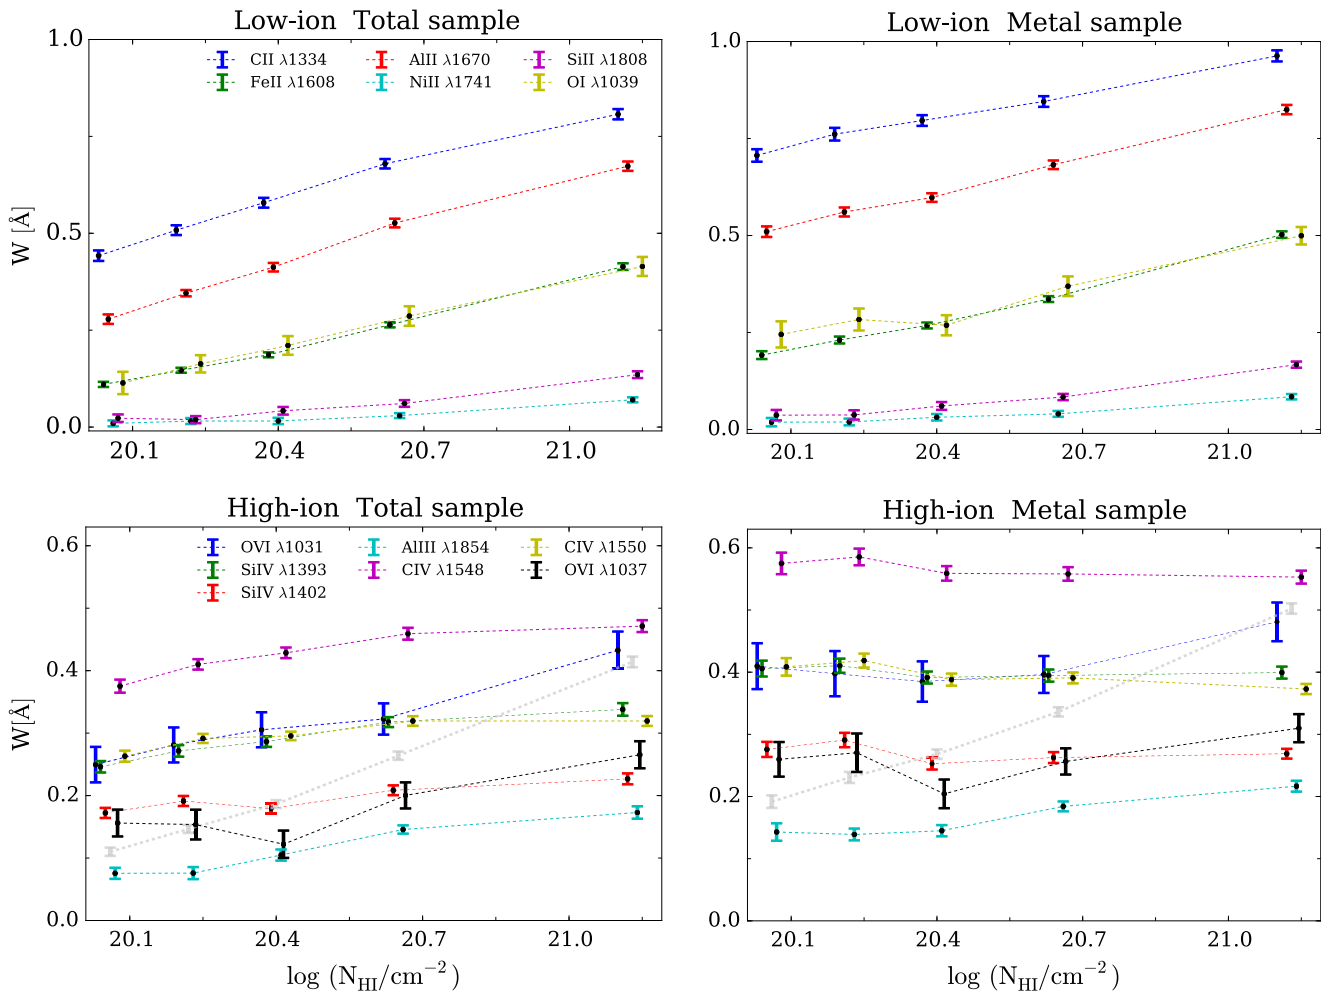 Low-ion Total sample
1.0
CII λ1334
AlII λ1670
SiII λ1808
FeII λ1608
NiII λ1741
OI λ1039
0.5
W [Å]
0.0
20.1 20.4 20.7 21.0
Low-ion Metal sample
1.0
0.5
0.0
20.1 20.4 20.7 21.0
High-ion Total sample
0.6
OVI λ1031
AlIII λ1854
CIV λ1550
SiIV λ1393
CIV λ1548
OVI λ1037
SiIV λ1402
0.4
W[Å]
0.2
0.0
20.1 20.4 20.7 21.0
log (N_HI/cm⁻²)
High-ion Metal sample
0.6
0.4
0.2
0.0
20.1 20.4 20.7 21.0
log (N_HI/cm⁻²)